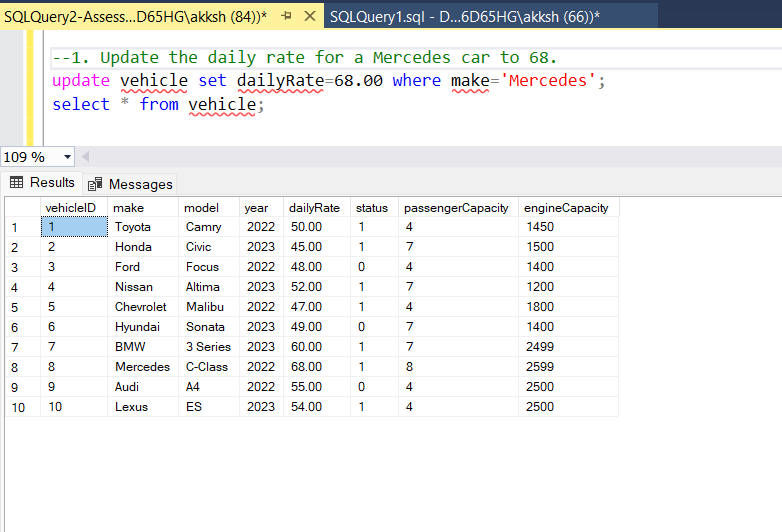 SQLQuery2-Assess...D65HG\akksh (84))* SQLQuery1.sql - D...6D65HG\akksh (66))*
--1. Update the daily rate for a Mercedes car to 68.
update vehicle set dailyRate=68.00 where make='Mercedes';
select * from vehicle;
109 %
Results Messages
vehicleID make model year dailyRate status passengerCapacity engineCapacity
1 1 Toyota Camry 2022 50.00 1 4 1450
2 2 Honda Civic 2023 45.00 1 7 1500
3 3 Ford Focus 2022 48.00 0 4 1400
4 4 Nissan Altima 2023 52.00 1 7 1200
5 5 Chevrolet Malibu 2022 47.00 1 4 1800
6 6 Hyundai Sonata 2023 49.00 0 7 1400
7 7 BMW 3 Series 2023 60.00 1 7 2499
8 8 Mercedes C-Class 2022 68.00 1 8 2599
9 9 Audi A4 2022 55.00 0 4 2500
10 10 Lexus ES 2023 54.00 1 4 2500